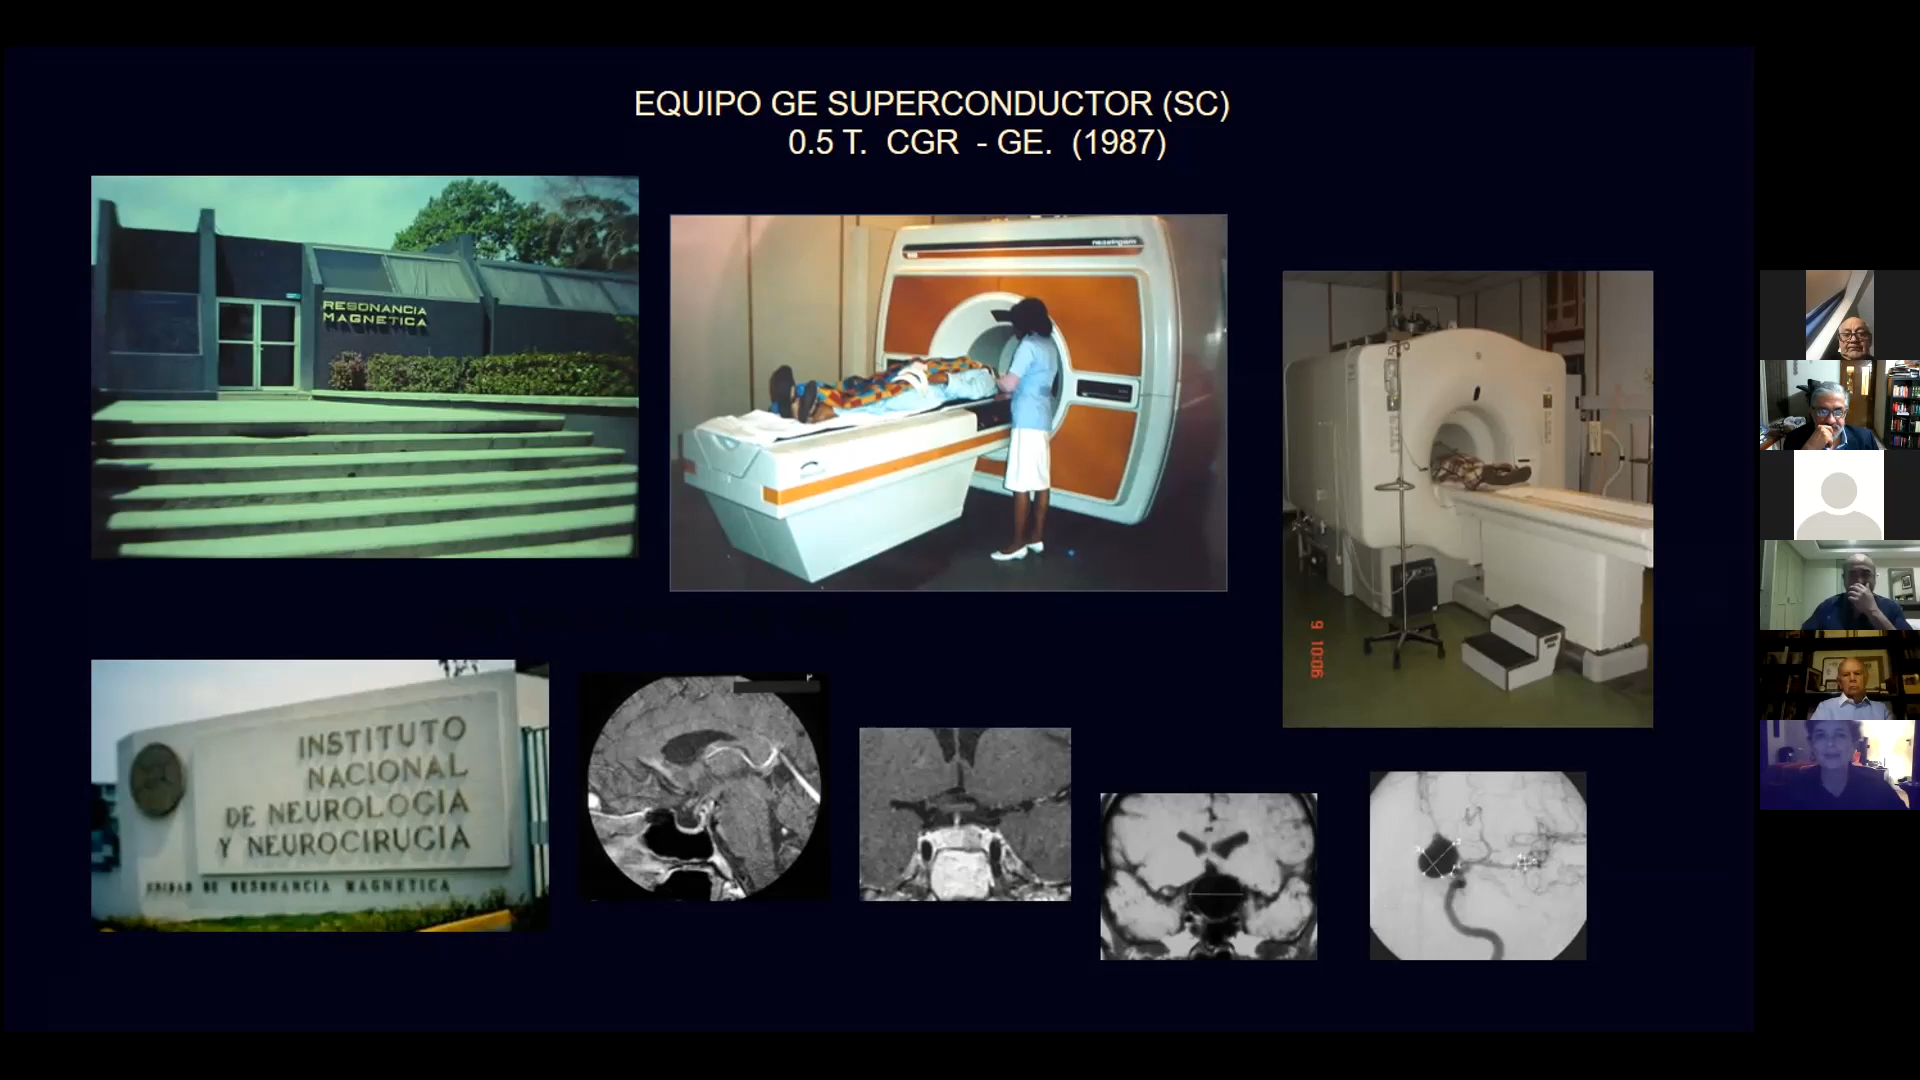 EQUIPO GE SUPERCONDUCTOR (SC)
0.5 T. CGR - GE. (1987)
RESONANCIA
MAGNETICA
INSTITUTO
NACIONAL
DE NEUROLOGIA
Y NEUROCIRUGIA
UNIDAD DE RESONANCIA MAGNETICA
9 10:06